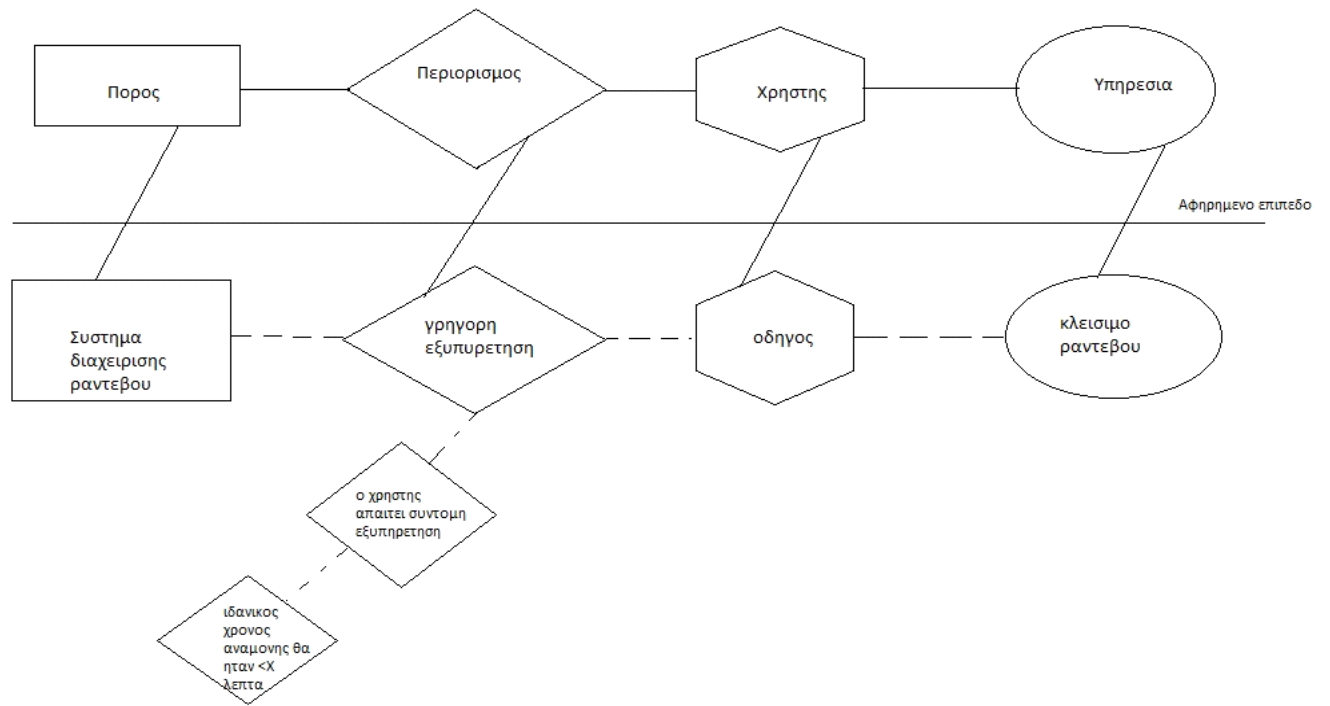 Πορος
Περιορισμος
Χρηστης
Υπηρεσια
Αφηρημενο επιπεδο
Συστημα
διαχειρισης
ραντεβου
γρηγορη
εξυπυρετηση
οδηγος
κλεισιμο
ραντεβου
ο χρηστης
απαιτει συντομη
εξυπηρετηση
ιδανικος
χρονος
αναμονης θα
ηταν <Χ
λεπτα